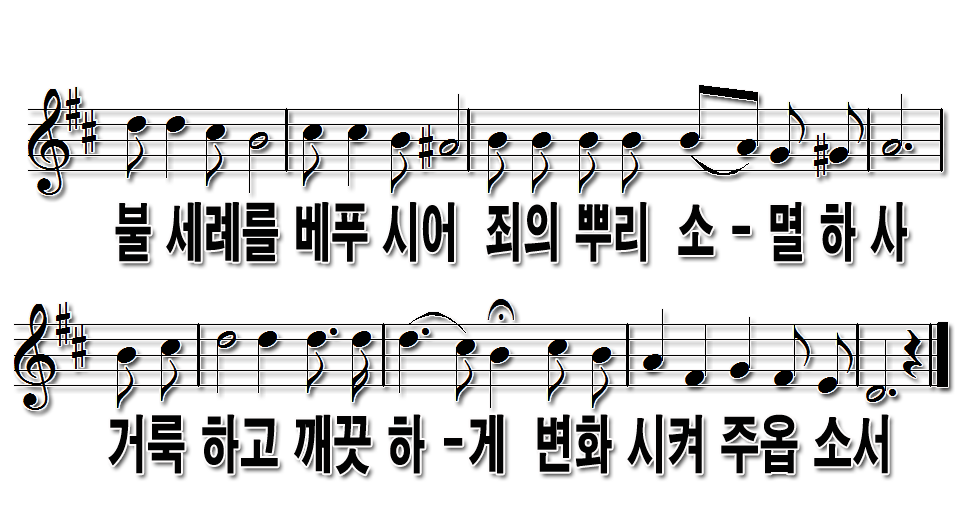 불 세례를 베푸 시어 죄의 뿌리 소 - 멸 하 사
거룩 하고 깨끗 하 -게 변화 시켜 주옵 소서